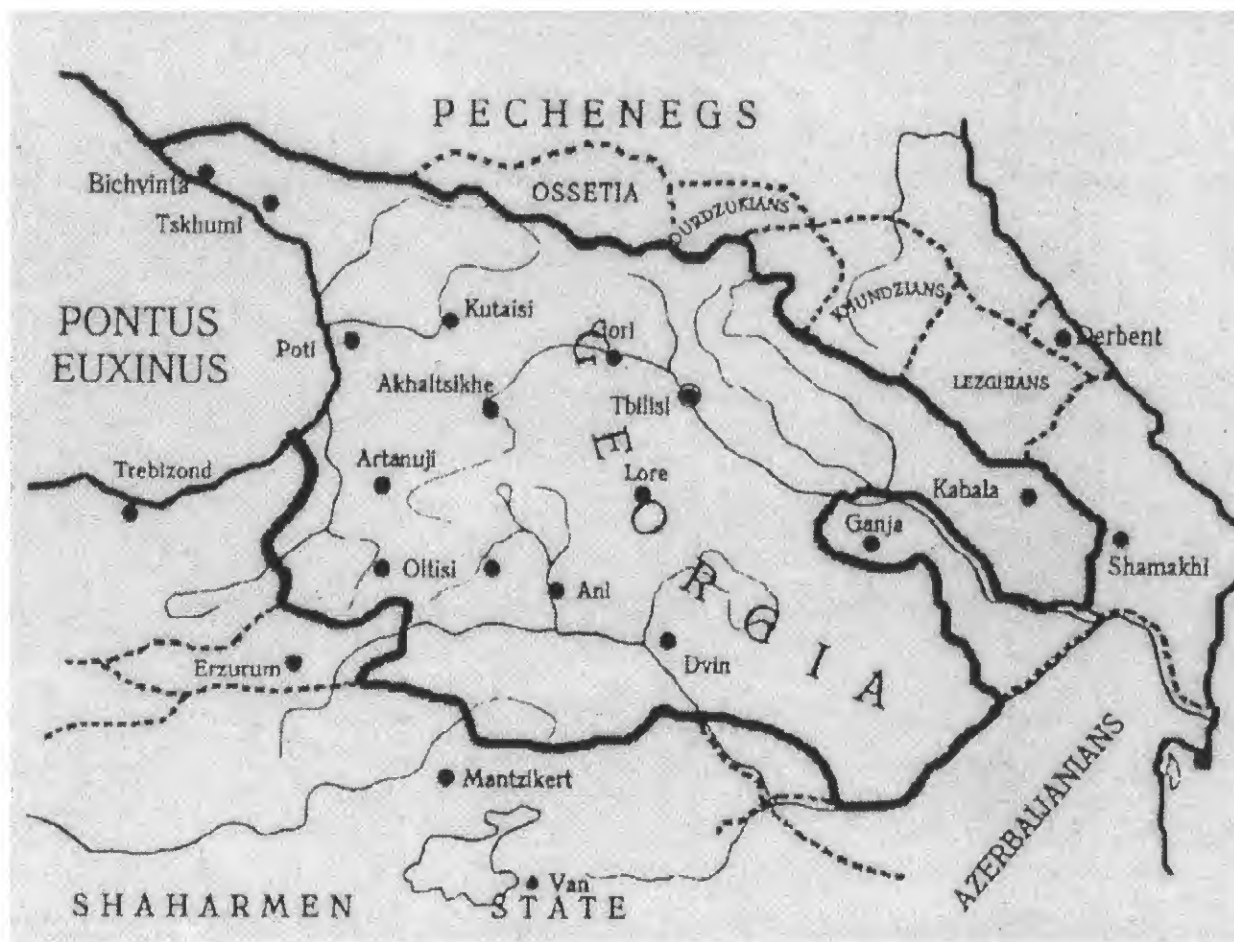 PECHENEGS
Bichvinta
OSSETIA
Tskhumi
DURDZUKIANS
KHUNDZIANS
PONTUS
EUXINUS
Kutaisi
Poti
Gori
Derbent
Akhaltsikhe
Tbilisi
LEZGHIANS
Artanuji
Trebizond
Lore
Kabala
Ganja
Oltisi
Ani
Shamakhi
GEORGIA
Erzurum
Dvin
Mantzikert
AZERBAIJANIANS
Van
SHAHARMEN STATE